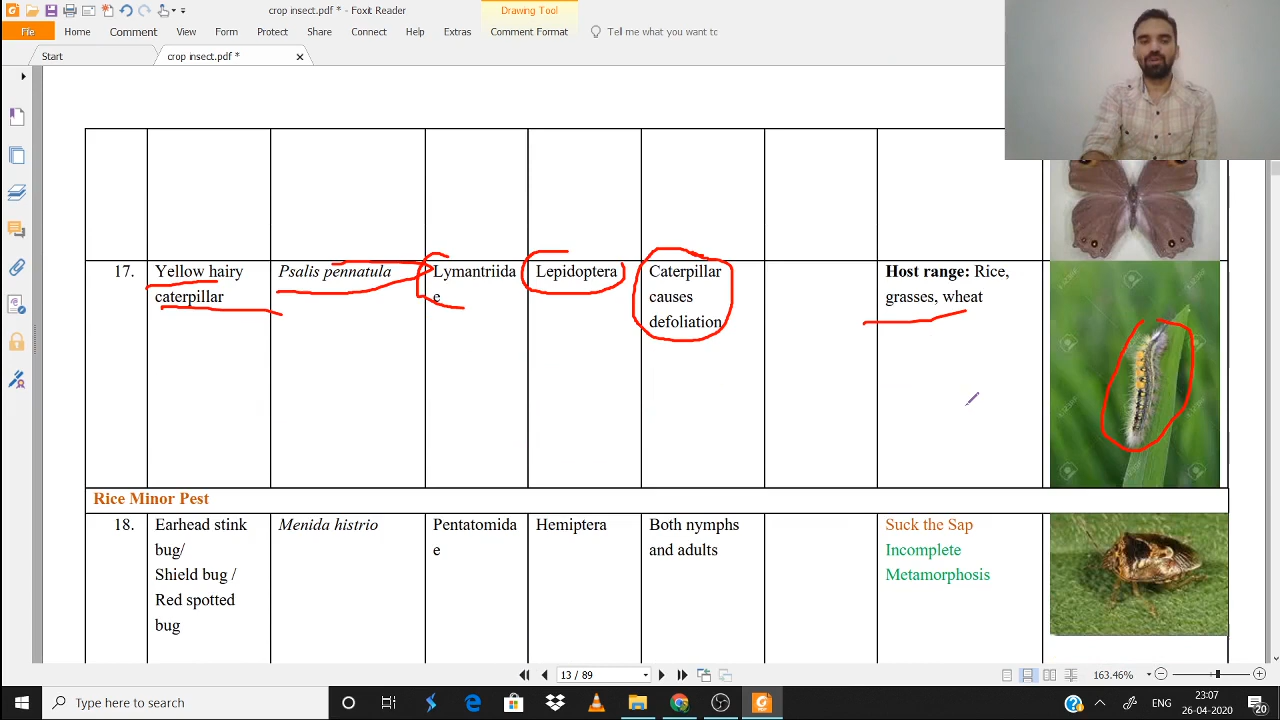 crop insect.pdf * - Foxit Reader
Drawing Tool
File Home Comment View Form Protect Share Connect Help Extras Comment Format Tell me what you want to
Start crop insect.pdf *
17. Yellow hairy caterpillar
Psalis pennatula
Lymantriida
e
Lepidoptera
Caterpillar
causes
defoliation
Host range: Rice,
grasses, wheat
Rice Minor Pest
18. Earhead stink
bug/
Shield bug /
Red spotted
bug
Menida histrio
Pentatomida
e
Hemiptera
Both nymphs
and adults
Suck the Sap
Incomplete
Metamorphosis
13 / 89
163.46%
Type here to search
ENG
23:07
26-04-2020
20